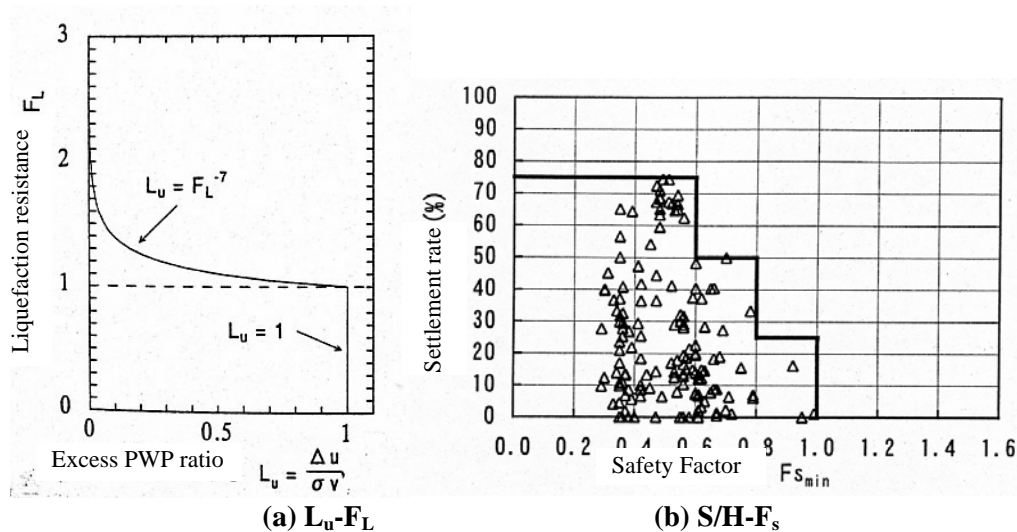 3
2
1
0
Liquefaction resistance F_L
L_u = F_L^-7
L_u = 1
0 0.5 1
Excess PWP ratio
L_u = Δu / σv'
(a) L_u-F_L
100
90
80
70
60
50
40
30
20
10
0
Settlement rate (%)
0.0 0.2 0.4 0.6 0.8 1.0 1.2 1.4 1.6
Safety Factor
Fs_min
(b) S/H-F_s